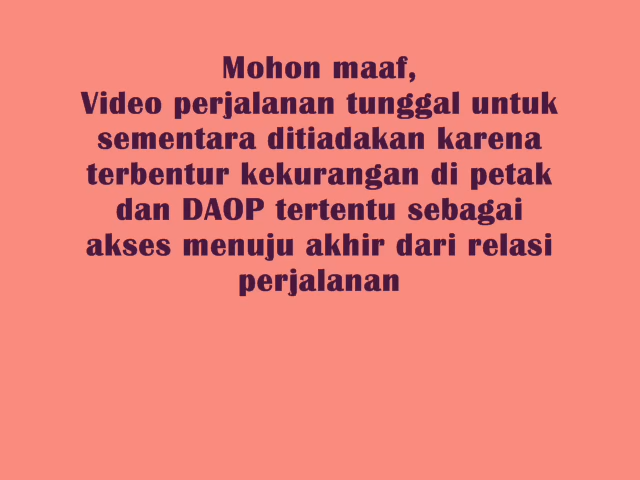 Mohon maaf,
Video perjalanan tunggal untuk
sementara ditiadakan karena
terbentur kekurangan di petak
dan DAOP tertentu sebagai
akses menuju akhir dari relasi
perjalanan